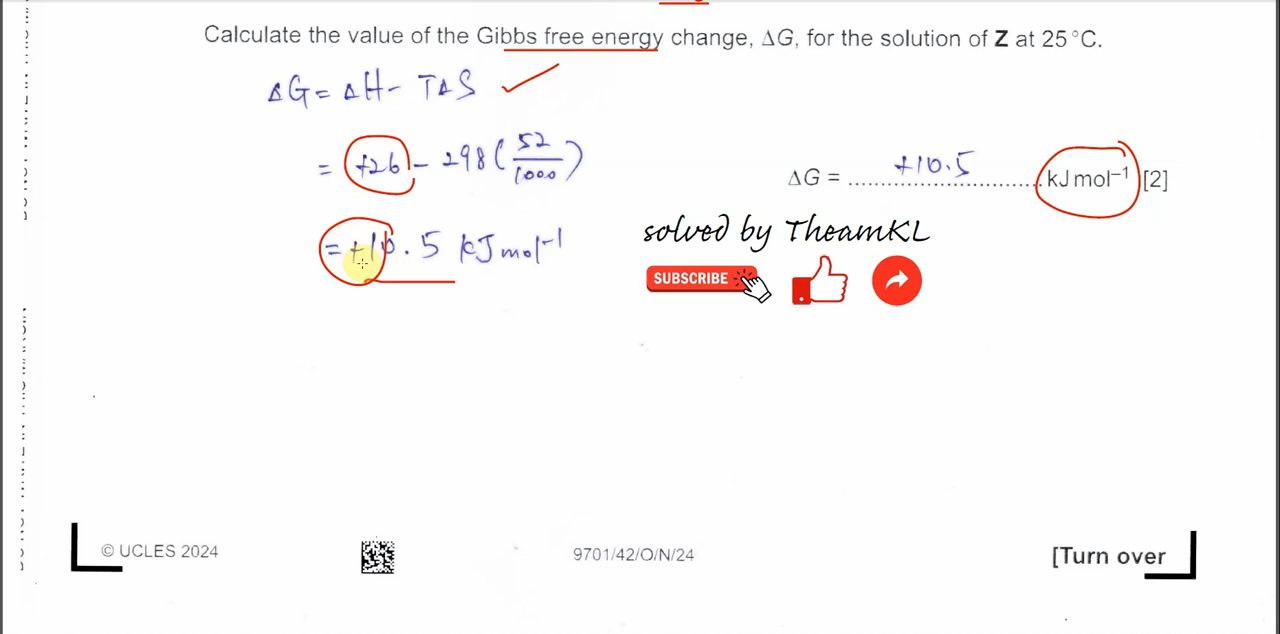 Calculate the value of the Gibbs free energy change, ΔG, for the solution of Z at 25 °C.
ΔG = ΔH - TΔS
= +26 - 298 ( 52/1000 )
ΔG = +10.5 kJ mol⁻¹ [2]
= +10.5 kJ mol⁻¹
solved by TheamKL
SUBSCRIBE
© UCLES 2024
9701/42/O/N/24
[Turn over